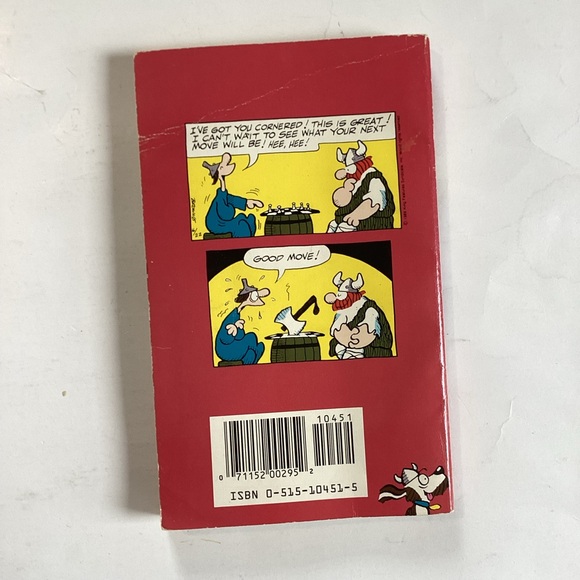 I'VE GOT YOU CORNERED! THIS IS GREAT!
I CAN'T WAIT TO SEE WHAT YOUR NEXT
MOVE WILL BE! HEE, HEE!
GOOD MOVE!
10451
0 71152 00295 2
ISBN 0-515-10451-5